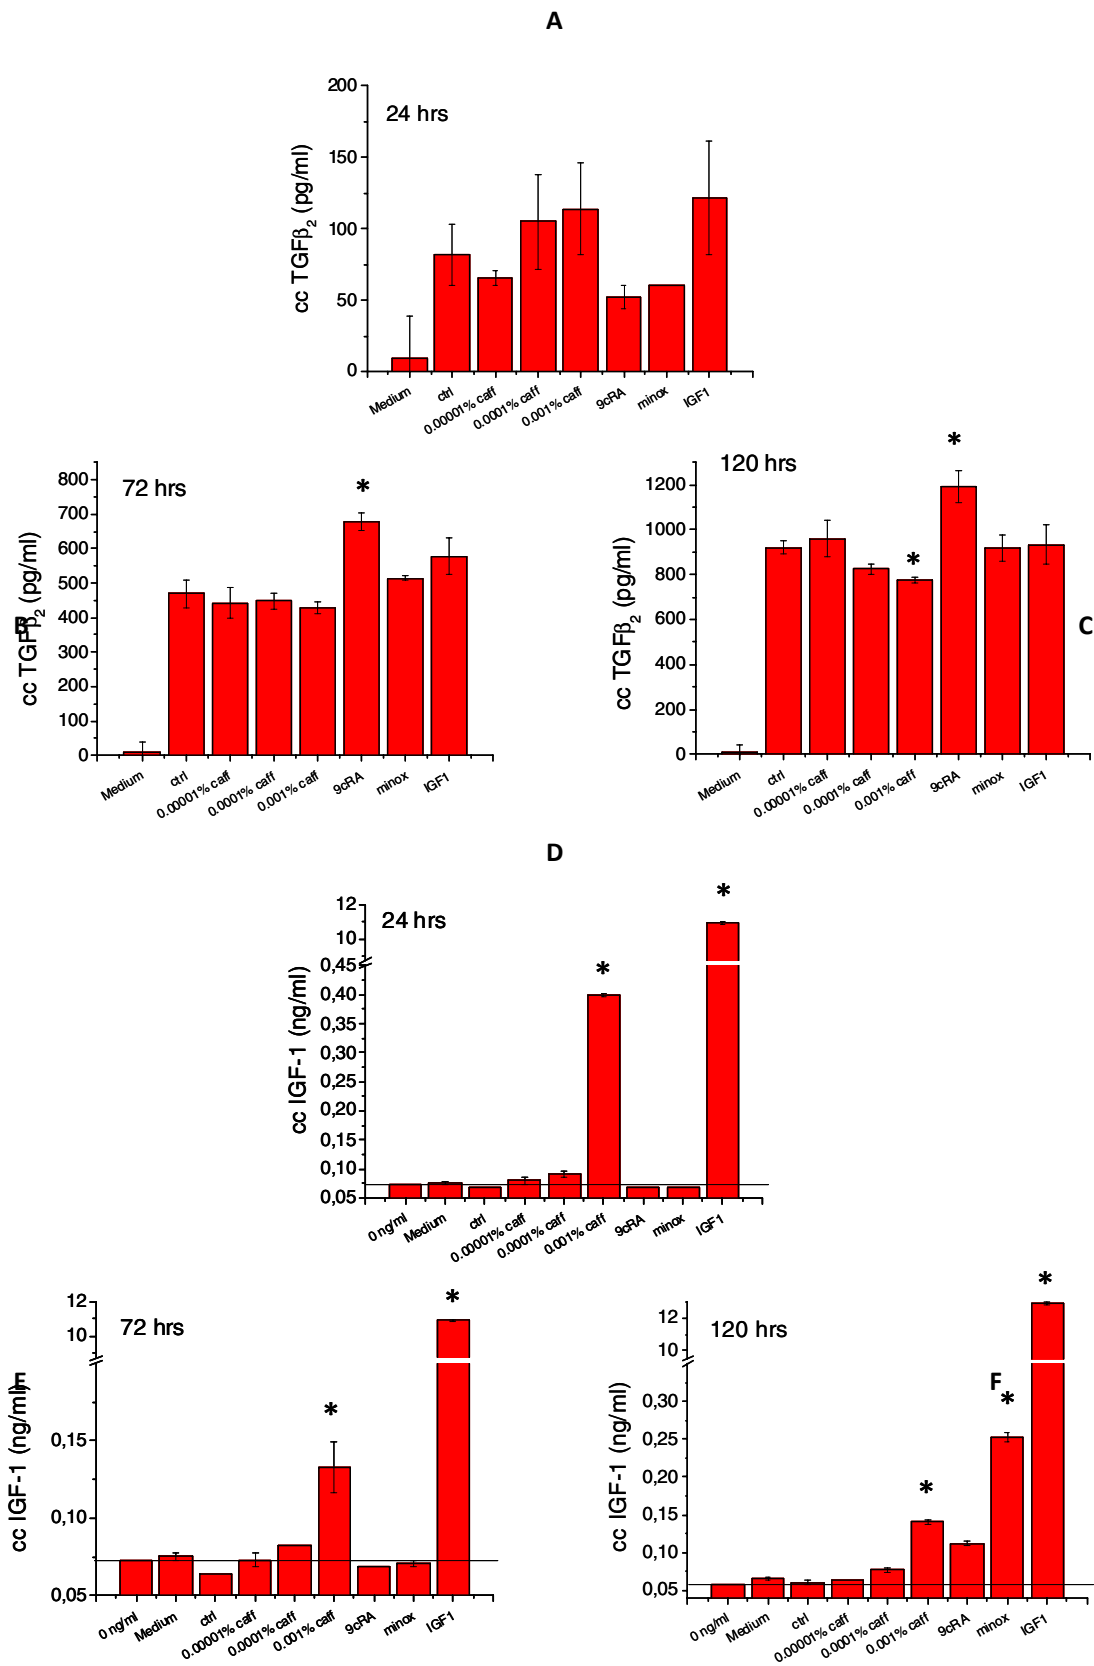 A
200
150
100
50
0
24 hrs
cc TGFβ2 (pg/ml)
Medium
ctrl
0.00001% caff
0.0001% caff
0.001% caff
9cRA
minox
IGF1
B
800
700
600
500
400
300
200
100
0
72 hrs
*
cc TGFβ2 (pg/ml)
Medium
ctrl
0.00001% caff
0.0001% caff
0.001% caff
9cRA
minox
IGF1
C
1200
1000
800
600
400
200
0
120 hrs
*
*
cc TGFβ2 (pg/ml)
Medium
ctrl
0.00001% caff
0.0001% caff
0.001% caff
9cRA
minox
IGF1
D
12
10
0,45
0,40
0,35
0,30
0,25
0,20
0,15
0,10
0,05
24 hrs
*
*
cc IGF-1 (ng/ml)
0 ng/ml
Medium
ctrl
0.00001% caff
0.0001% caff
0.001% caff
9cRA
minox
IGF1
12
10
0,15
0,10
0,05
72 hrs
*
*
cc IGF-1 (ng/ml)
0 ng/ml
Medium
ctrl
0.00001% caff
0.0001% caff
0.001% caff
9cRA
minox
IGF1
F
12
10
0,30
0,25
0,20
0,15
0,10
0,05
120 hrs
*
*
*
cc IGF-1 (ng/ml)
0 ng/ml
Medium
ctrl
0.00001% caff
0.0001% caff
0.001% caff
9cRA
minox
IGF1